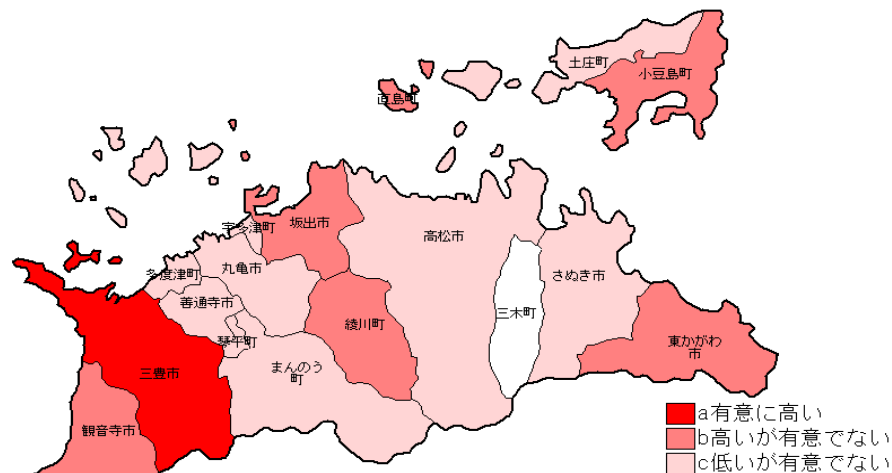 土庄町
小豆島町
直島町
宇多津町
坂出市
高松市
多度津町
丸亀市
さぬき市
善通寺市
三木町
綾川町
琴平町
東かがわ
市
三豊市
まんのう
町
観音寺市
a有意に高い
b高いが有意でない
c低いが有意でない